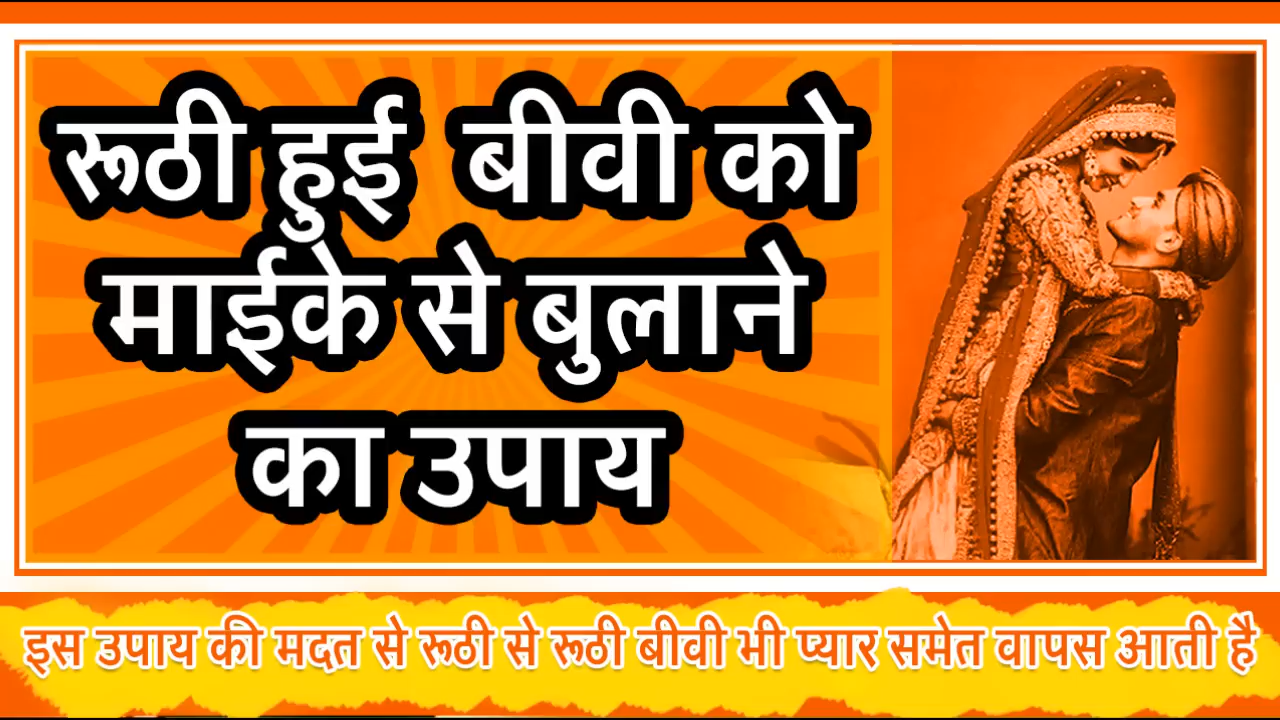 रूठी हुई बीवी को
माईके से बुलाने
का उपाय
इस उपाय की मदत से रूठी से रूठी बीवी भी प्यार समेत वापस आती है